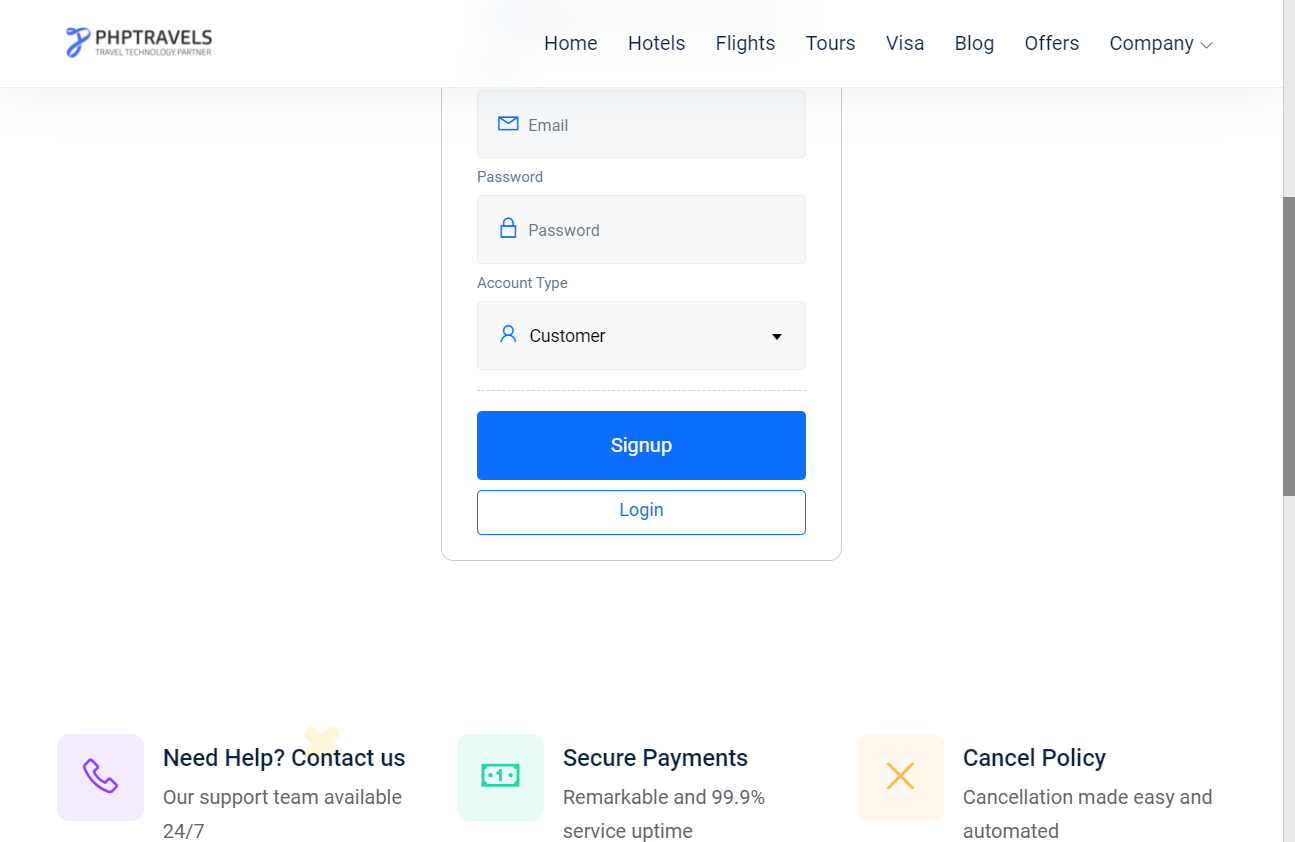 PHPTRAVELS
TRAVEL TECHNOLOGY PARTNER
Home Hotels Flights Tours Visa Blog Offers Company
Email
Password
Password
Account Type
Customer
Signup
Login
Need Help? Contact us
Our support team available
24/7
1
Secure Payments
Remarkable and 99.9%
service uptime
Cancel Policy
Cancellation made easy and
automated